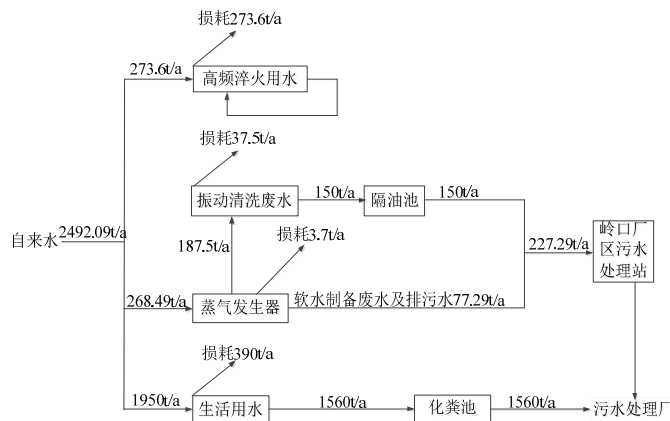 损耗273.6t/a
273.6t/a
高频淬火用水
损耗37.5t/a
振动清洗废水
150t/a
隔油池
150t/a
自来水
2492.09t/a
187.5t/a
损耗3.7t/a
227.29t/a
岭口厂
区污水
处理站
268.49t/a
蒸气发生器
软水制备废水及排污水77.29t/a
损耗390t/a
1950t/a
生活用水
1560t/a
化粪池
1560t/a
污水处理厂